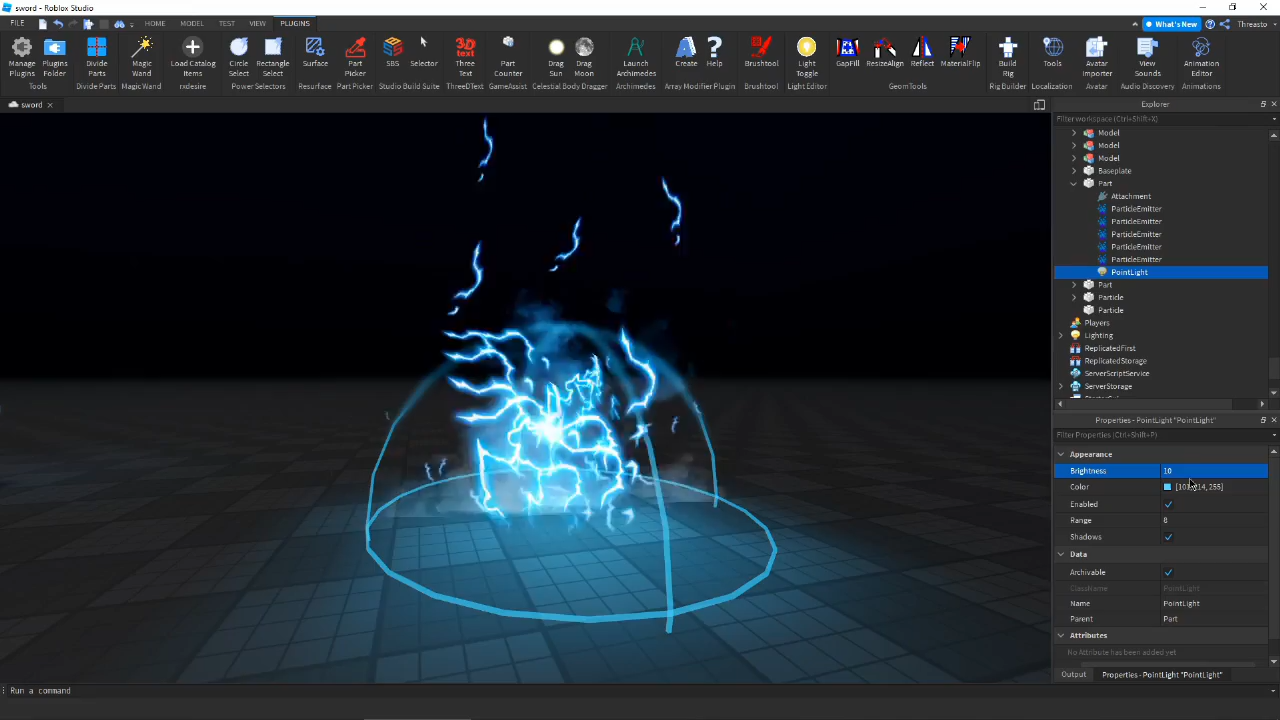 sword - Roblox Studio
FILE HOME MODEL TEST VIEW PLUGINS What's New Threasto
Manage Plugins Plugins Folder Divide Parts Magic Wand Load Catalog Items Circle Select Rectangle Select Surface Part Picker SBS Selector 3D text Three Text Part Counter Drag Sun Drag Moon Launch Archimedes Create Help Brushtool Light Toggle GapFill ResizeAlign Reflect MaterialFlip Build Rig Tools Avatar Importer View Sounds Animation Editor
Tools Divide Parts Magic Wand rxdesire Power Selectors Resurface Part Picker Studio Build Suite ThreeDText GameAssist Celestial Body Dragger Archimedes Array Modifier Plugin Brushtool Light Editor GeomTools Rig Builder Localization Avatar Audio Discovery Animations
sword
Explorer
Filter workspace (Ctrl+Shift+X)
Model
Model
Model
Baseplate
Part
Attachment
ParticleEmitter
ParticleEmitter
ParticleEmitter
ParticleEmitter
ParticleEmitter
PointLight
Part
Particle
Particle
Players
Lighting
ReplicatedFirst
ReplicatedStorage
ServerScriptService
ServerStorage
Properties - PointLight "PointLight"
Filter Properties (Ctrl+Shift+P)
Appearance
Brightness 10
Color 255]
Enabled
Range 8
Shadows
Data
Archivable
ClassName PointLight
Name PointLight
Parent Part
Attributes
No Attribute has been added yet
Output Properties - PointLight "PointLight"
Run a command